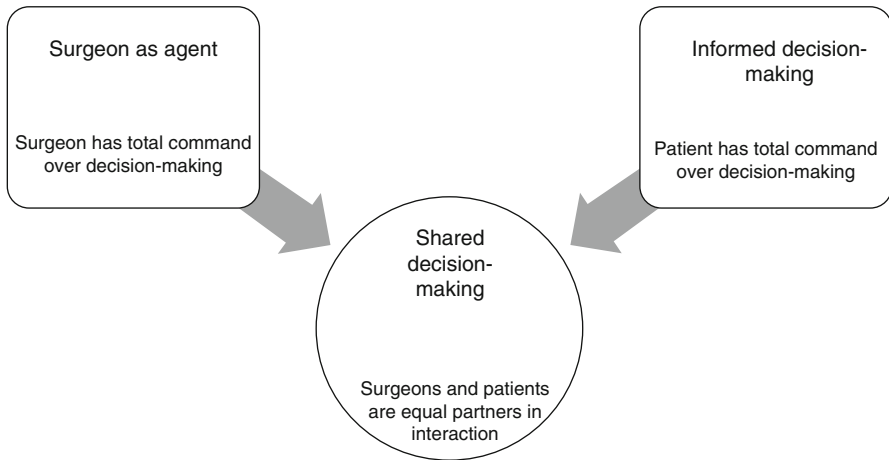 Surgeon as agent
Surgeon has total command
over decision-making
Informed decision-
making
Patient has total command
over decision-making
Shared
decision-
making
Surgeons and patients
are equal partners in
interaction